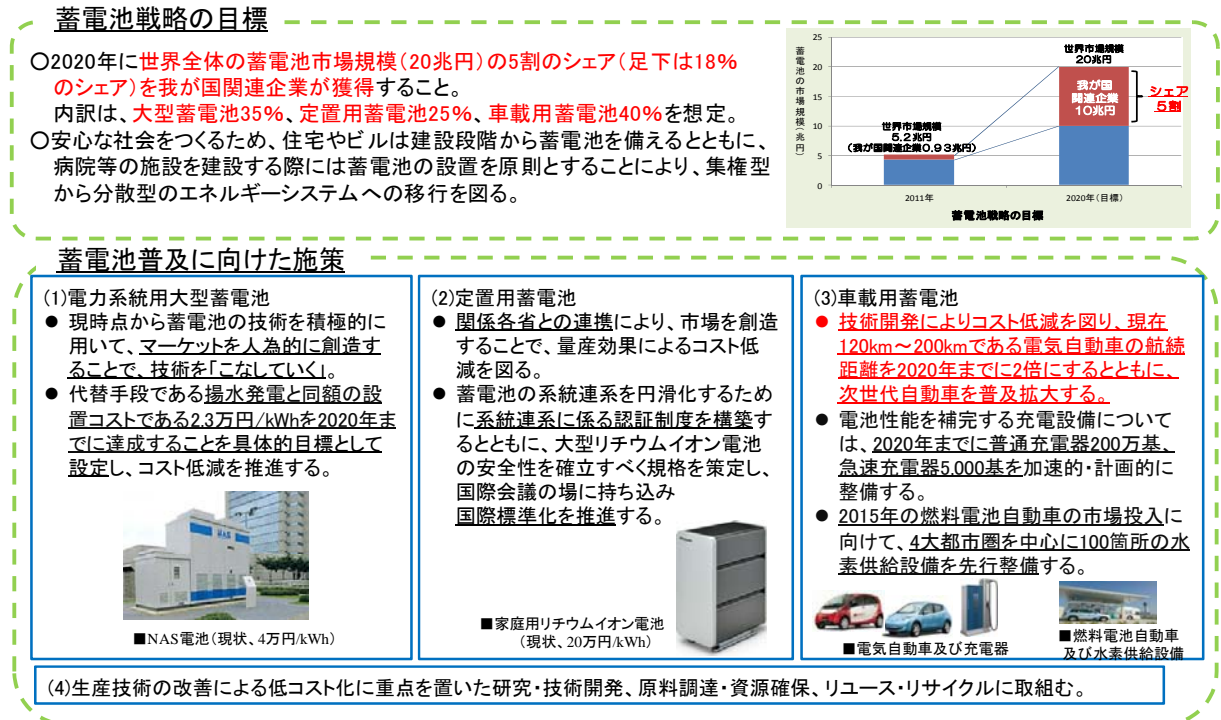 蓄電池戦略の目標
〇2020年に世界全体の蓄電池市場規模(20兆円)の5割のシェア(足下は18%
のシェア)を我が国関連企業が獲得すること。
内訳は、大型蓄電池35%、定置用蓄電池25%、車載用蓄電池40%を想定。
〇安心な社会をつくるため、住宅やビルは建設段階から蓄電池を備えるとともに、
病院等の施設を建設する際には蓄電池の設置を原則とすることにより、集権型
から分散型のエネルギーシステムへの移行を図る。
蓄電池の市場規模(兆円)
25
20
15
10
5
0
世界市場規模
5.2兆円
(我が国関連企業0.93兆円)
世界市場規模
20兆円
我が国
関連企業
10兆円
シェア
5割
2011年
2020年(目標)
蓄電池戦略の目標
蓄電池普及に向けた施策
(1)電力系統用大型蓄電池
● 現時点から蓄電池の技術を積極的に
用いて、マーケットを人為的に創造す
ることで、技術を「こなしていく」。
● 代替手段である揚水発電と同額の設
置コストである2.3万円/kWhを2020年ま
でに達成することを具体的目標として
設定し、コスト低減を推進する。
NAS
■NAS電池(現状、4万円/kWh)
(2)定置用蓄電池
● 関係各省との連携により、市場を創造
することで、量産効果によるコスト低
減を図る。
● 蓄電池の系統連系を円滑化するため
に系統連系に係る認証制度を構築す
るとともに、大型リチウムイオン電池
の安全性を確立すべく規格を策定し、
国際会議の場に持ち込み
国際標準化を推進する。
■家庭用リチウムイオン電池
(現状、20万円/kWh)
(3)車載用蓄電池
● 技術開発によりコスト低減を図り、現在
120km～200kmである電気自動車の航続
距離を2020年までに2倍にするとともに、
次世代自動車を普及拡大する。
● 電池性能を補完する充電設備について
は、2020年までに普通充電器200万基、
急速充電器5,000基を加速的・計画的に
整備する。
● 2015年の燃料電池自動車の市場投入に
向けて、4大都市圏を中心に100箇所の水
素供給設備を先行整備する。
■電気自動車及び充電器
■燃料電池自動車
及び水素供給設備
(4)生産技術の改善による低コスト化に重点を置いた研究・技術開発、原料調達・資源確保、リユース・リサイクルに取組む。